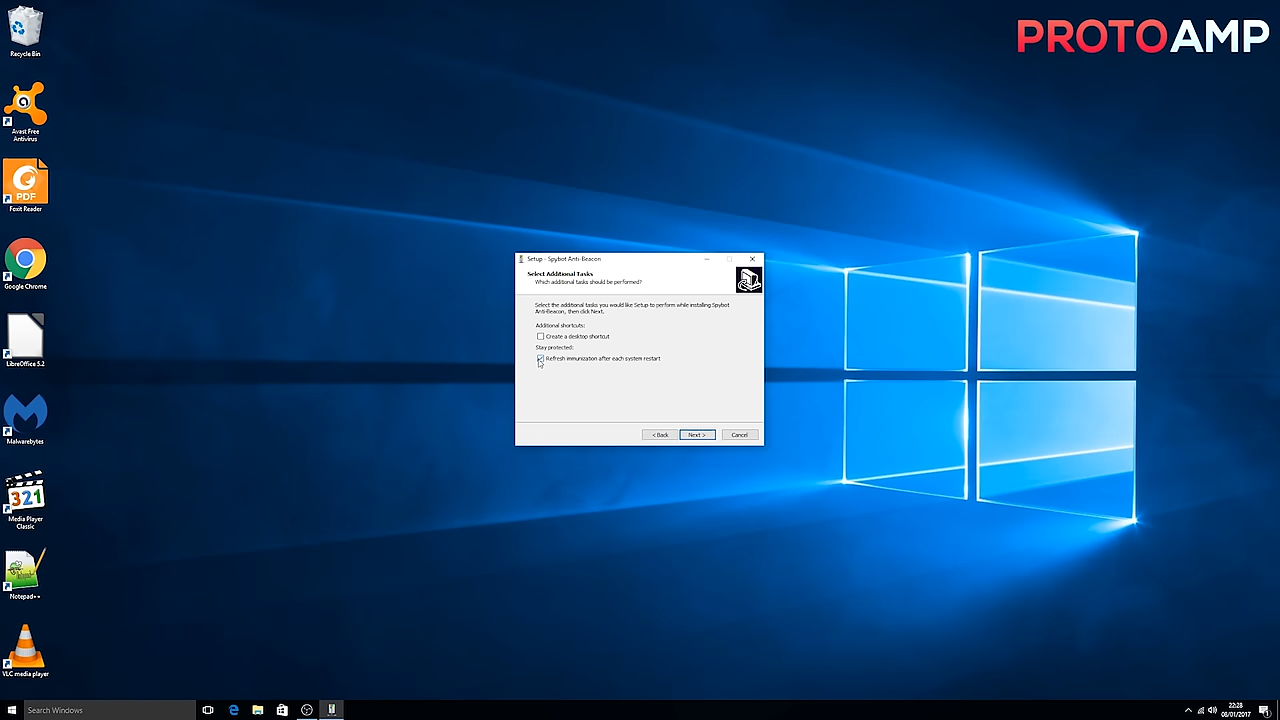 PROTOAMP
Recycle Bin
Avast Free
Antivirus
PDF
Foxit Reader
Google Chrome
LibreOffice 5.2
Malwarebytes
321
Media Player
Classic
Notepad++
VLC media player
Setup - Spybot Anti-Beacon
Select Additional Tasks
Which additional tasks should be performed?
Select the additional tasks you would like Setup to perform while installing Spybot
Anti-Beacon, then click Next.
Additional shortcuts:
Create a desktop shortcut
Stay protected:
Refresh immunization after each system restart
< Back
Next >
Cancel
Search Windows
22:28
08/01/2017